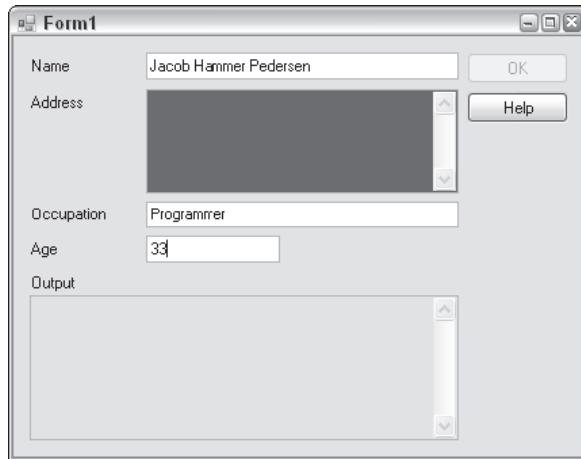 Form1
Name Jacob Hammer Pedersen OK
Address Help
Occupation Programmer
Age 33
Output